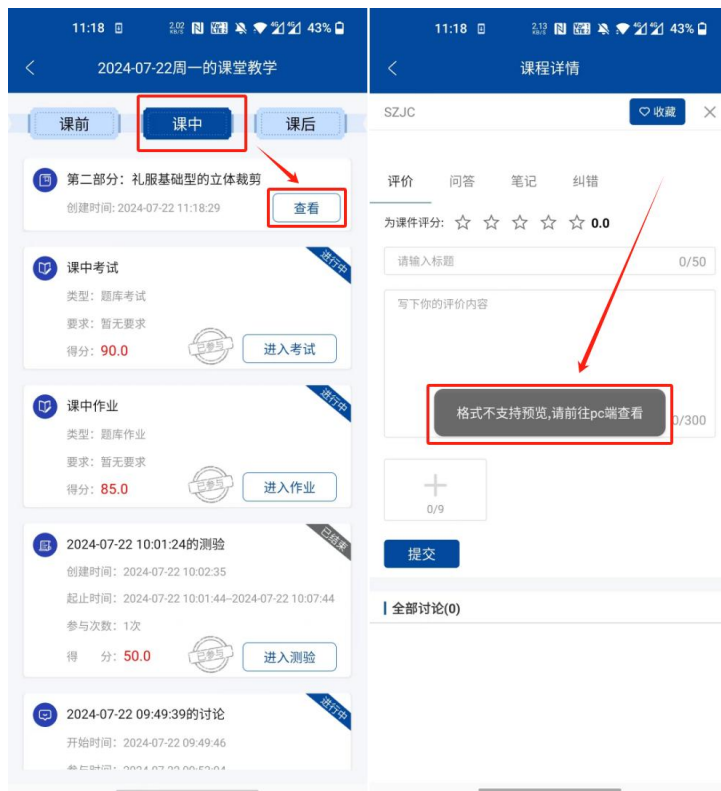 11:18
2.02
KB/S
43%
2024-07-22周一的课堂教学
课前
课中
课后
第二部分：礼服基础型的立体裁剪
创建时间: 2024-07-22 11:18:29
查看
进行中
课中考试
类型：题库考试
要求：暂无要求
得分：90.0
已参与
进入考试
进行中
课中作业
类型：题库作业
要求：暂无要求
得分：85.0
已参与
进入作业
已结束
2024-07-22 10:01:24的测验
创建时间：2024-07-22 10:02:35
起止时间：2024-07-22 10:01:44--2024-07-22 10:07:44
参与次数：1次
得 分：50.0
已参与
进入测验
进行中
2024-07-22 09:49:39的讨论
开始时间：2024-07-22 09:49:46
11:18
2.13
KB/S
43%
课程详情
SZJC
收藏
评价
问答
笔记
纠错
为课件评分:
0.0
请输入标题
0/50
写下你的评价内容
格式不支持预览,请前往pc端查看
0/300
0/9
提交
全部讨论(0)